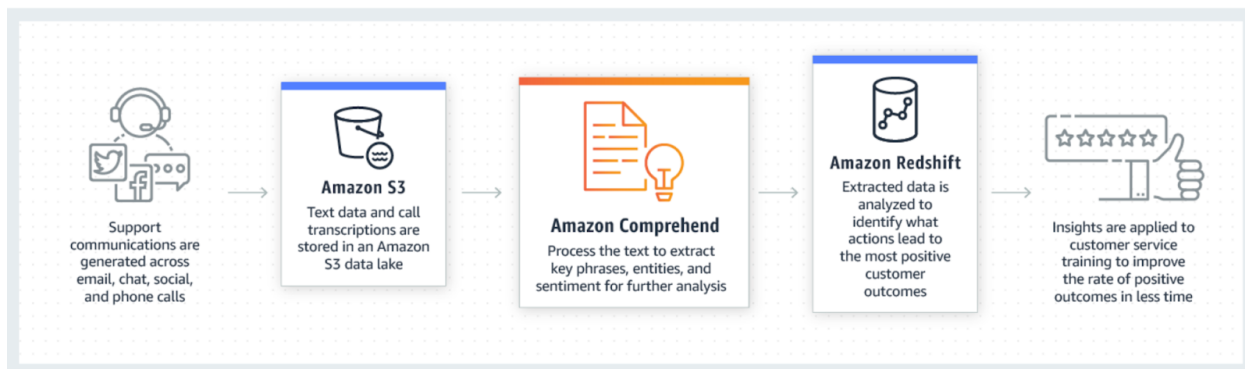 Support
communications are
generated across
email, chat, social,
and phone calls
Amazon S3
Text data and call
transcriptions are
stored in an Amazon
S3 data lake
Amazon Comprehend
Process the text to extract
key phrases, entities, and
sentiment for further analysis
Amazon Redshift
Extracted data is
analyzed to
identify what
actions lead to
the most positive
customer
outcomes
Insights are applied to
customer service
training to improve
the rate of positive
outcomes in less time